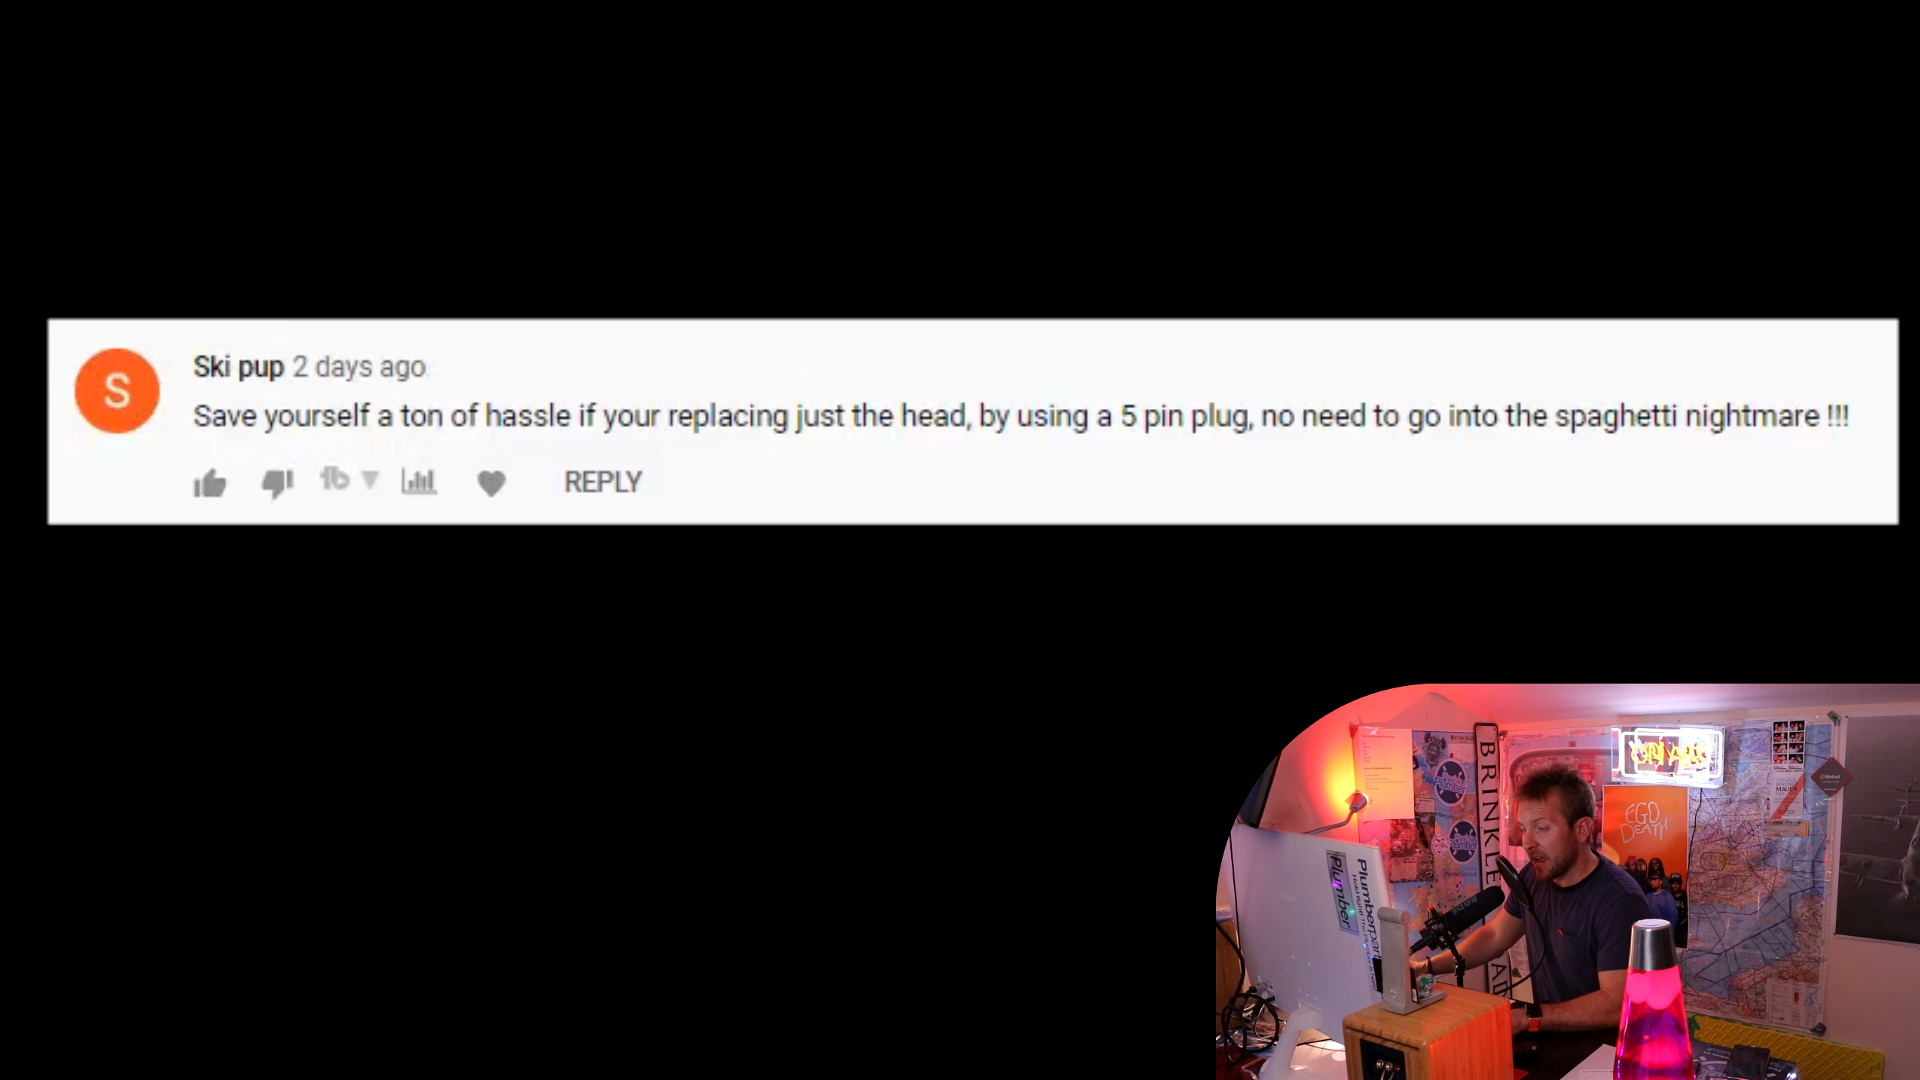 Ski pup 2 days ago
Save yourself a ton of hassle if your replacing just the head, by using a 5 pin plug, no need to go into the spaghetti nightmare !!!
REPLY
S
BRINKLE
EGO
DEATH
Plumberpar
Plumber